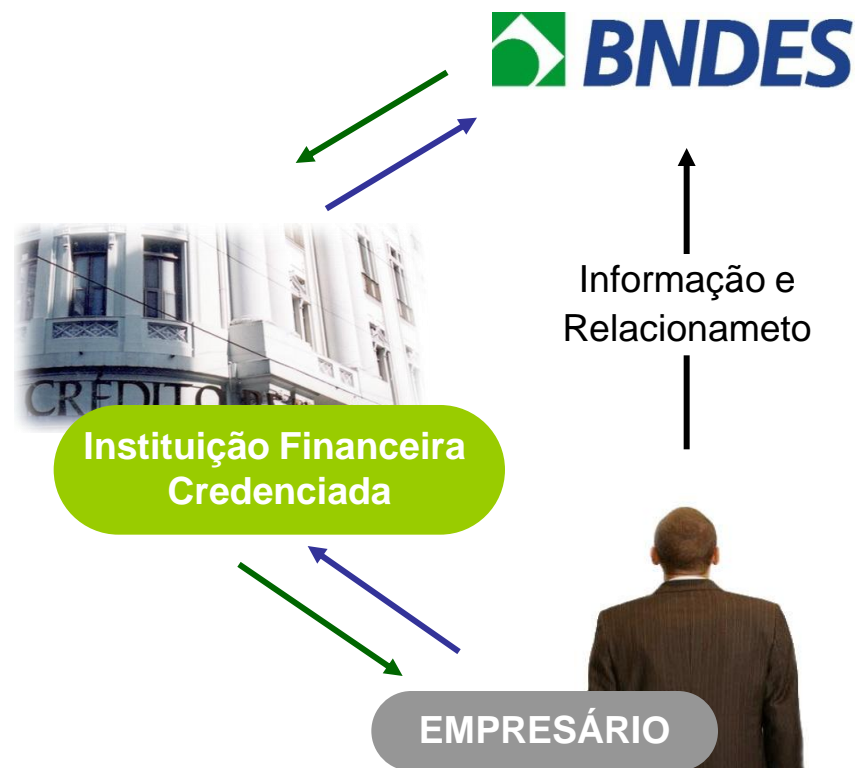 BNDES
Informação e
Relacionameto
CRÉDITO
Instituição Financeira
Credenciada
EMPRESÁRIO